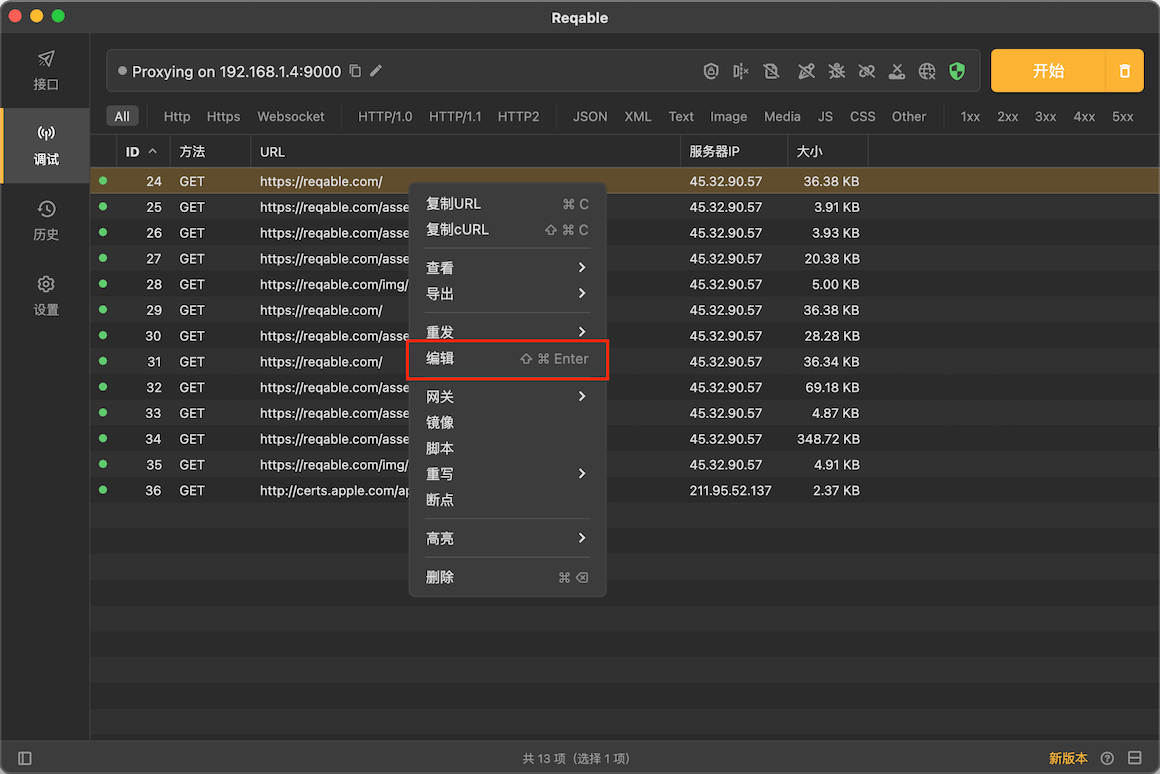 Reqable
接口
调试
历史
设置
Proxying on 192.168.1.4:9000
开始
All Http Https Websocket HTTP/1.0 HTTP/1.1 HTTP2 JSON XML Text Image Media JS CSS Other 1xx 2xx 3xx 4xx 5xx
ID 方法 URL 服务器IP 大小
24 GET https://reqable.com/ 45.32.90.57 36.38 KB
25 GET https://reqable.com/asse 45.32.90.57 3.91 KB
26 GET https://reqable.com/asse 45.32.90.57 3.93 KB
27 GET https://reqable.com/asse 45.32.90.57 20.38 KB
28 GET https://reqable.com/img/ 45.32.90.57 5.00 KB
29 GET https://reqable.com/ 45.32.90.57 36.38 KB
30 GET https://reqable.com/asse 45.32.90.57 28.28 KB
31 GET https://reqable.com/ 45.32.90.57 36.34 KB
32 GET https://reqable.com/asse 45.32.90.57 69.18 KB
33 GET https://reqable.com/asse 45.32.90.57 4.87 KB
34 GET https://reqable.com/asse 45.32.90.57 348.72 KB
35 GET https://reqable.com/img/ 45.32.90.57 4.91 KB
36 GET http://certs.apple.com/ap 211.95.52.137 2.37 KB
复制URL ⌘ C
复制cURL ⇧ ⌘ C
查看
导出
重发
编辑 ⇧ ⌘ Enter
网关
镜像
脚本
重写
断点
高亮
删除 ⌘ ⌫
共 13 项（选择 1 项）
新版本